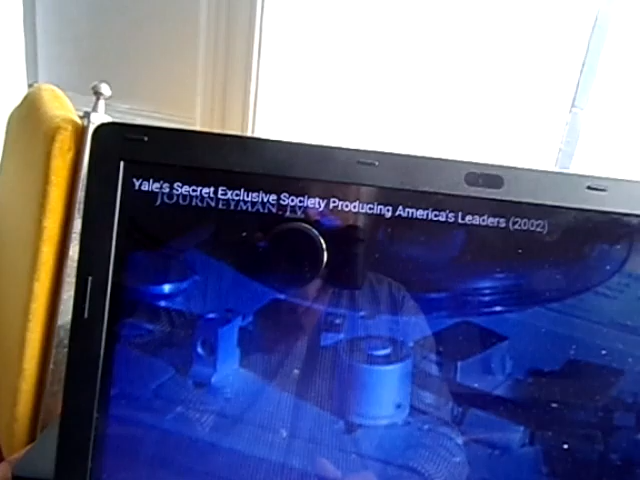 Yale's Secret Exclusive Society Producing America's Leaders (2002)
JOURNEYMAN.TV